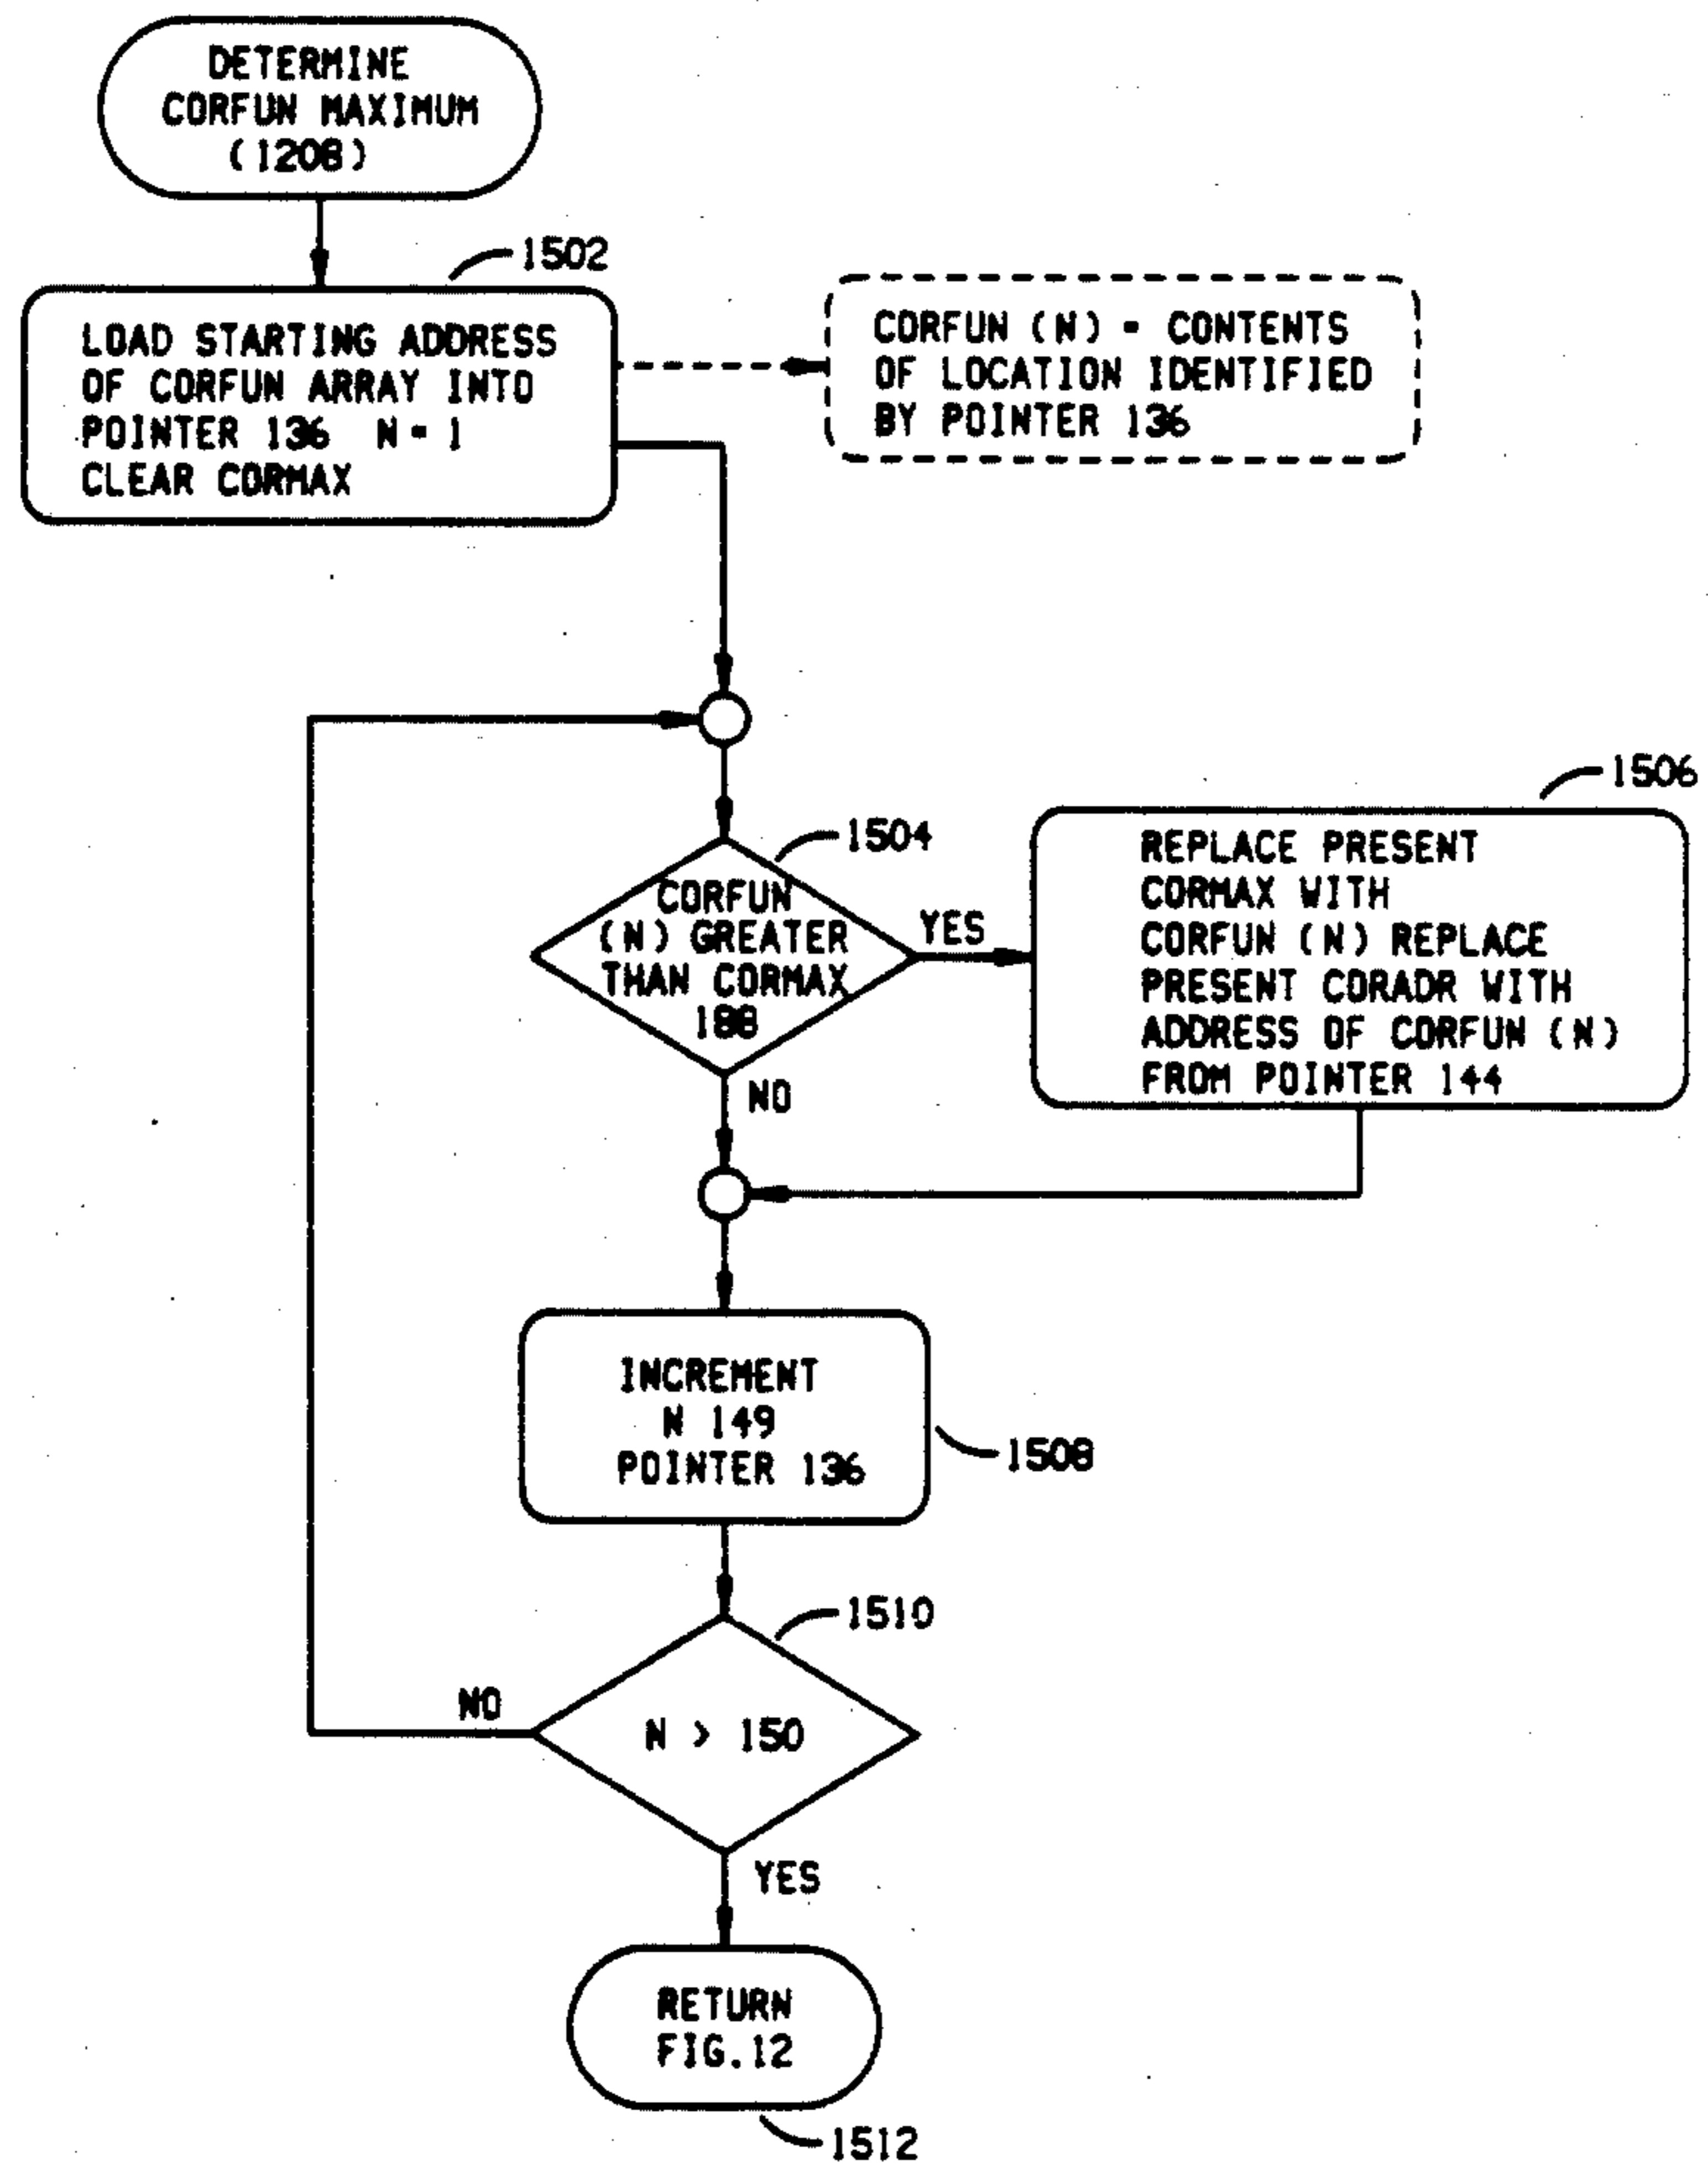 DETERMINE
CORFUN MAXIMUM
(1208)
1502
LOAD STARTING ADDRESS
OF CORFUN ARRAY INTO
POINTER 136 N = 1
CLEAR CORMAX
CORFUN (N) = CONTENTS
OF LOCATION IDENTIFIED
BY POINTER 136
1504
CORFUN
(N) GREATER
THAN CORMAX
188
YES
NO
1506
REPLACE PRESENT
CORMAX WITH
CORFUN (N) REPLACE
PRESENT CORADR WITH
ADDRESS OF CORFUN (N)
FROM POINTER 144
INCREMENT
N 149
POINTER 136
1508
1510
N > 150
NO
YES
RETURN
FIG.12
1512